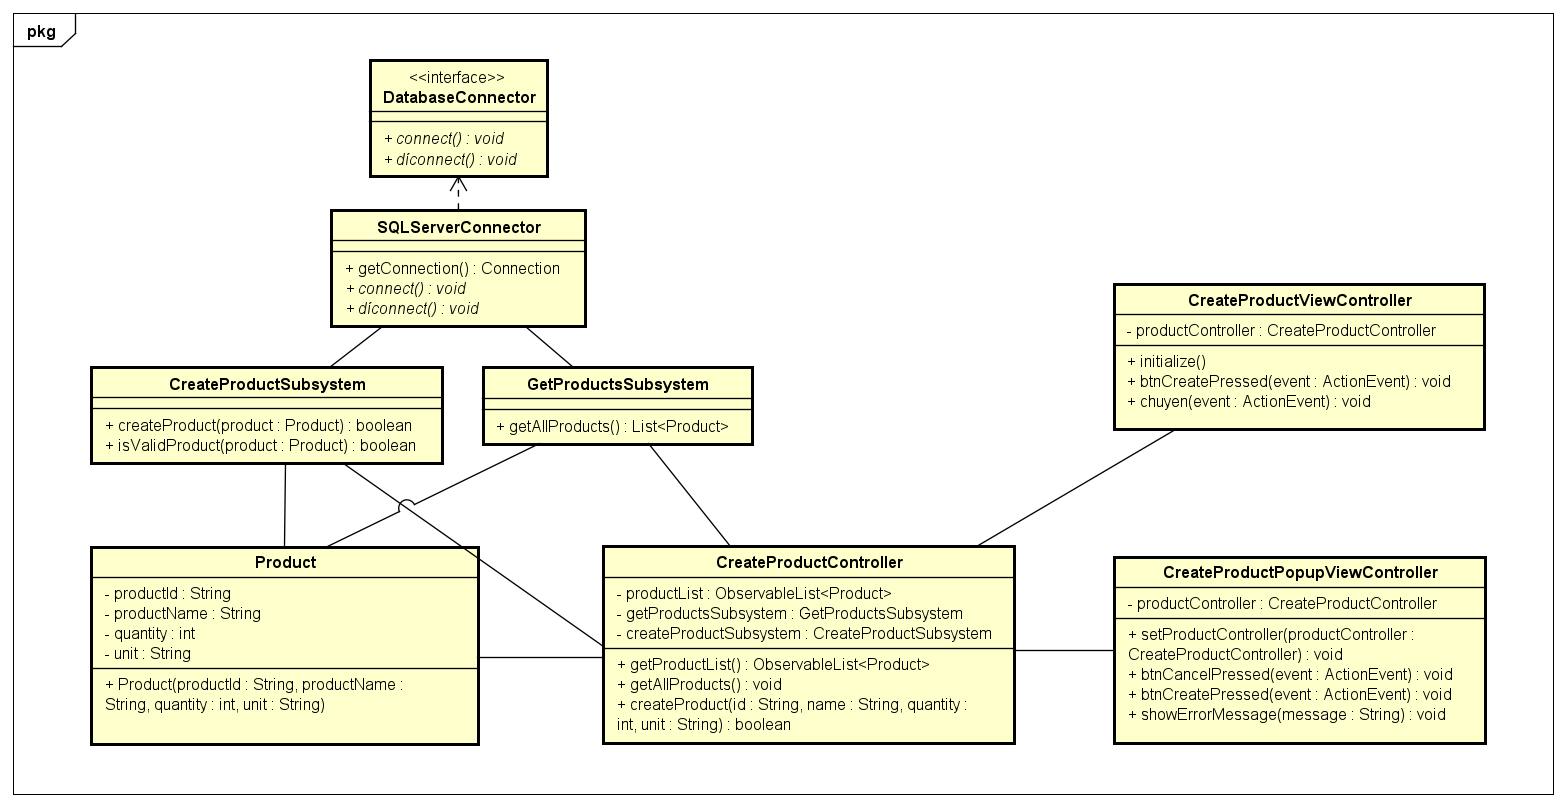 pkg
<<interface>>
DatabaseConnector
+ connect() : void
+ díconnect() : void
SQLServerConnector
+ getConnection() : Connection
+ connect() : void
+ díconnect() : void
CreateProductSubsystem
+ createProduct(product : Product) : boolean
+ isValidProduct(product : Product) : boolean
GetProductsSubsystem
+ getAllProducts() : List<Product>
CreateProductViewController
- productController : CreateProductController
+ initialize()
+ btnCreatePressed(event : ActionEvent) : void
+ chuyen(event : ActionEvent) : void
Product
- productId : String
- productName : String
- quantity : int
- unit : String
+ Product(productId : String, productName :
String, quantity : int, unit : String)
CreateProductController
- productList : ObservableList<Product>
- getProductsSubsystem : GetProductsSubsystem
- createProductSubsystem : CreateProductSubsystem
+ getProductList() : ObservableList<Product>
+ getAllProducts() : void
+ createProduct(id : String, name : String, quantity :
int, unit : String) : boolean
CreateProductPopupViewController
- productController : CreateProductController
+ setProductController(productController :
CreateProductController) : void
+ btnCancelPressed(event : ActionEvent) : void
+ btnCreatePressed(event : ActionEvent) : void
+ showErrorMessage(message : String) : void